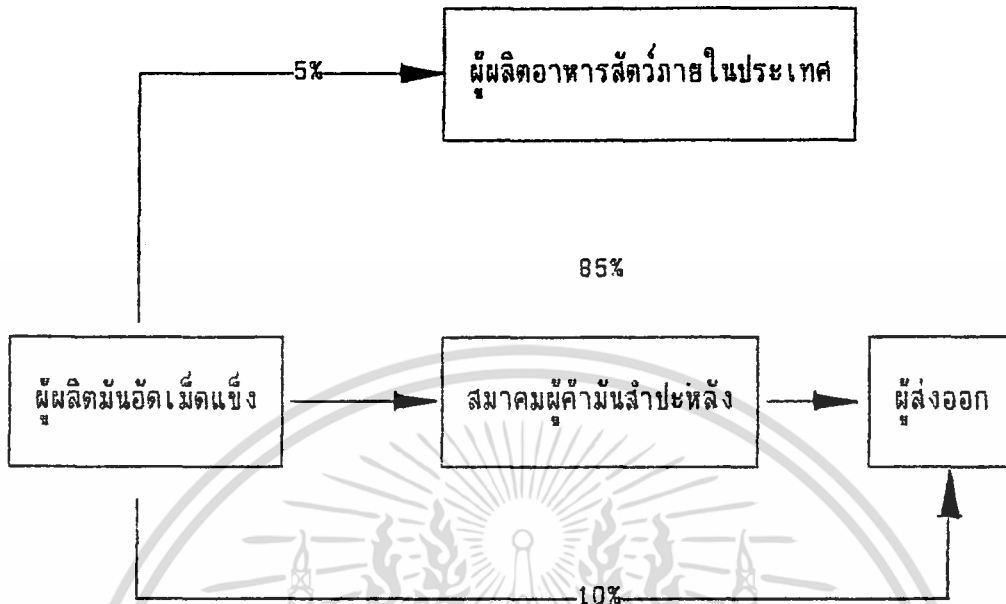 5%
ผู้ผลิตอาหารสัตว์ภายในประเทศ
85%
ผู้ผลิตมันอัดเม็ดแข็ง
สมาคมผู้ค้ามันสำปะหลัง
ผู้ส่งออก
10%